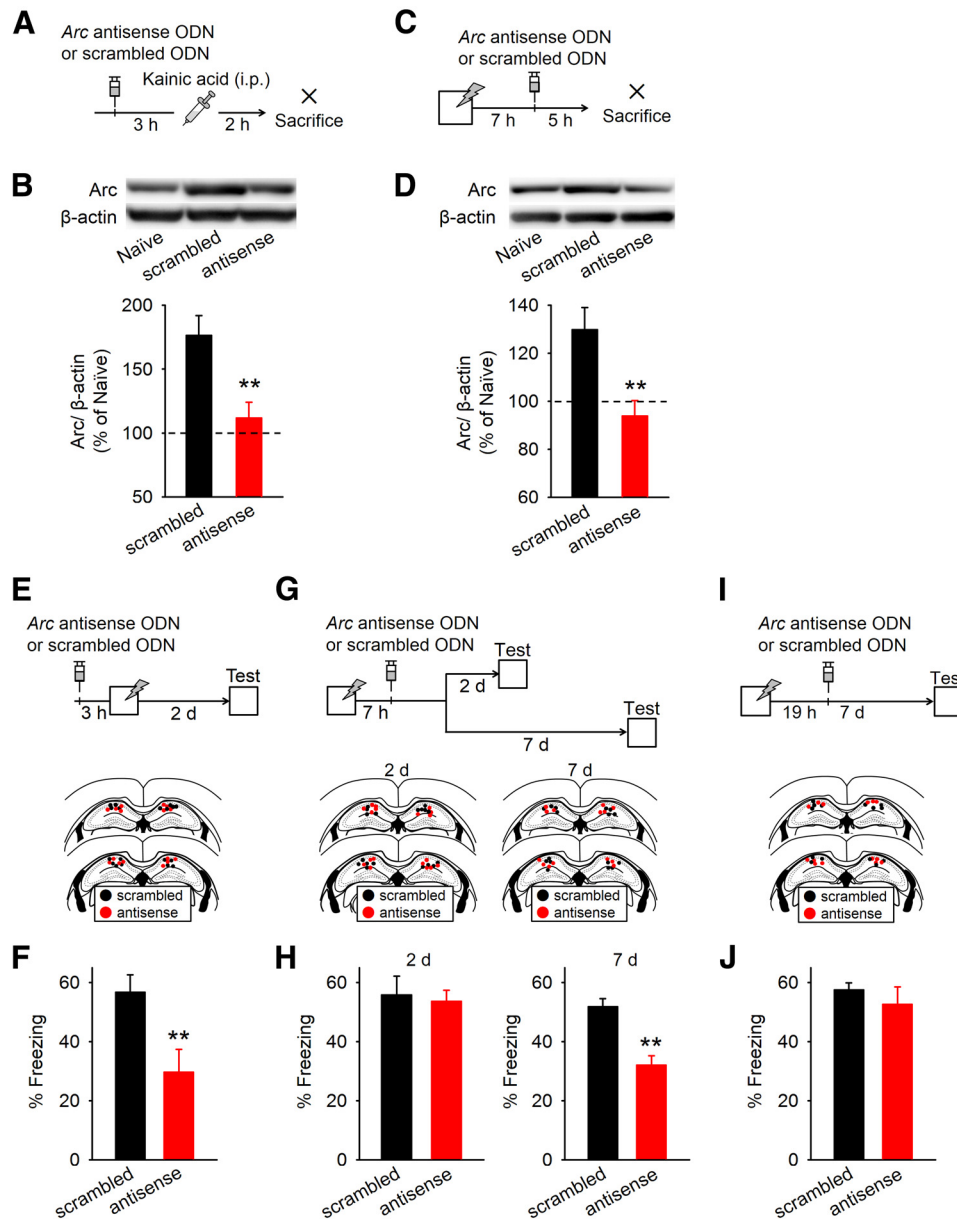 A
Arc antisense ODN
or scrambled ODN
Kainic acid (i.p.)
3 h
2 h
Sacrifice
C
Arc antisense ODN
or scrambled ODN
7 h
5 h
Sacrifice
B
Arc
β-actin
Naïve
scrambled
antisense
Arc/ β-actin
(% of Naïve)
200
150
100
50
**
scrambled
antisense
D
Arc
β-actin
Naïve
scrambled
antisense
Arc/ β-actin
(% of Naïve)
140
120
100
80
60
**
scrambled
antisense
E
Arc antisense ODN
or scrambled ODN
Test
3 h
2 d
scrambled
antisense
G
Arc antisense ODN
or scrambled ODN
Test
2 d
7 h
Test
7 d
2 d
7 d
scrambled
antisense
scrambled
antisense
I
Arc antisense ODN
or scrambled ODN
Test
19 h
7 d
scrambled
antisense
F
% Freezing
60
40
20
0
**
scrambled
antisense
H
2 d
% Freezing
60
40
20
0
scrambled
antisense
7 d
% Freezing
60
40
20
0
**
scrambled
antisense
J
% Freezing
60
40
20
0
scrambled
antisense